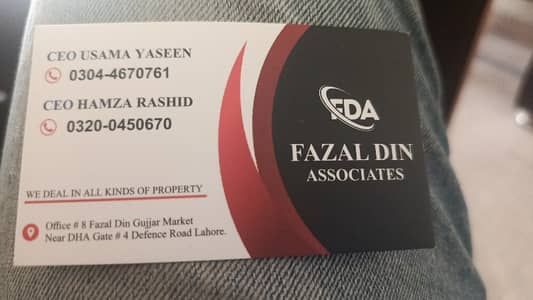 CEO USAMA YASEEN
0304-4670761
CEO HAMZA RASHID
0320-0450670
WE DEAL IN ALL KINDS OF PROPERTY
Office # 8 Fazal Din Gujjar Market
Near DHA Gate # 4 Defence Road Lahore.
FDA
FAZAL DIN
ASSOCIATES